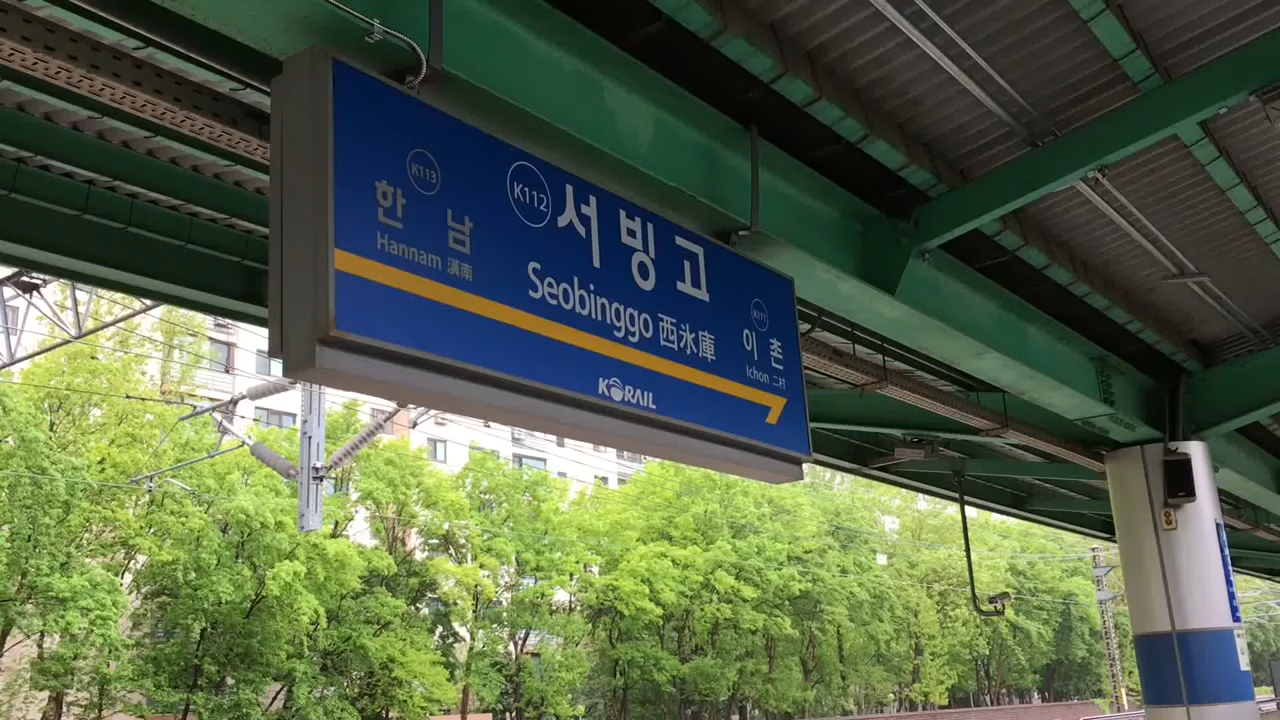 K113
한남
Hannam 漢南
K112
서빙고
Seobinggo 西氷庫
K111
이촌
Ichon 二村
KORAIL